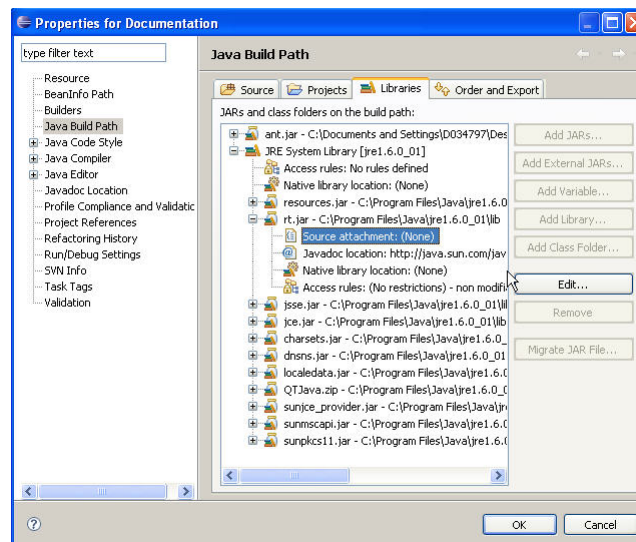 Properties for Documentation
type filter text
Resource
BeanInfo Path
Builders
Java Build Path
Java Code Style
Java Compiler
Java Editor
Javadoc Location
Profile Compliance and Validatic
Project References
Refactoring History
Run/Debug Settings
SVN Info
Task Tags
Validation
Java Build Path
Source Projects Libraries Order and Export
JARs and class folders on the build path:
ant.jar - C:\Documents and Settings\D034797\Des
JRE System Library [jre1.6.0_01]
Access rules: No rules defined
Native library location: (None)
resources.jar - C:\Program Files\Java\jre1.6.0
rt.jar - C:\Program Files\Java\jre1.6.0_01\lib
Source attachment: (None)
Javadoc location: http://java.sun.com/jav
Native library location: (None)
Access rules: (No restrictions) - non modifi
jsse.jar - C:\Program Files\Java\jre1.6.0_01\lil
jce.jar - C:\Program Files\Java\jre1.6.0_01\lib
charsets.jar - C:\Program Files\Java\jre1.6.0_
dnsns.jar - C:\Program Files\Java\jre1.6.0_01
localedata.jar - C:\Program Files\Java\jre1.6.0
QTJava.zip - C:\Program Files\Java\jre1.6.0_0
sunjce_provider.jar - C:\Program Files\Java\jre
sunmscapi.jar - C:\Program Files\Java\jre1.6.0
sunpkcs11.jar - C:\Program Files\Java\jre1.6.0
Add JARs...
Add External JARs...
Add Variable...
Add Library...
Add Class Folder...
Edit...
Remove
Migrate JAR File...
OK Cancel